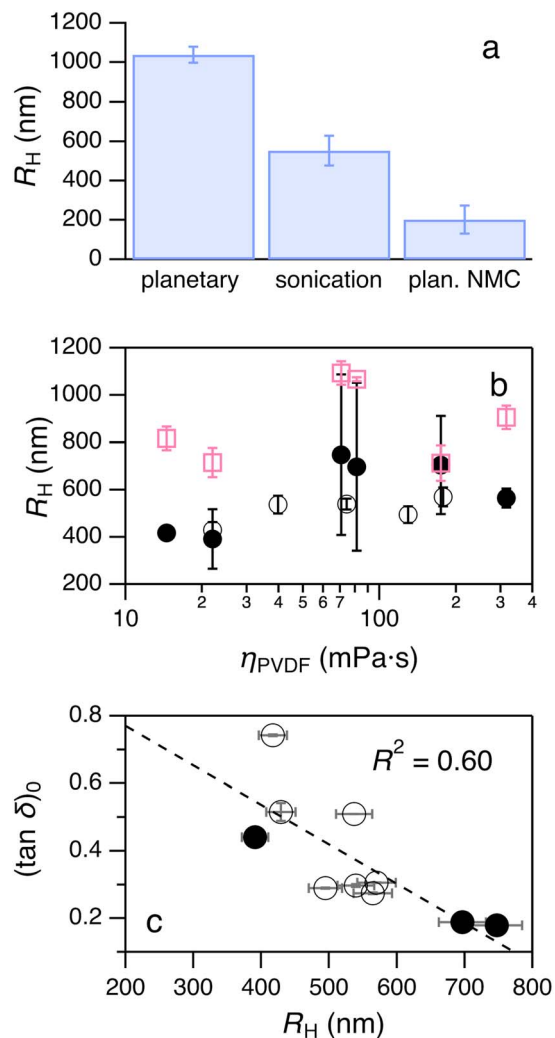 1200
1000
800
600
400
200
0
R_H (nm)
a
planetary sonication plan. NMC
1200
1000
800
600
400
200
R_H (nm)
b
10 2 3 4 5 6 7 100 2 3 4
η_PVDF (mPa·s)
0.8
0.6
0.4
0.2
(tan δ)_0
R² = 0.60
c
200 300 400 500 600 700 800
R_H (nm)